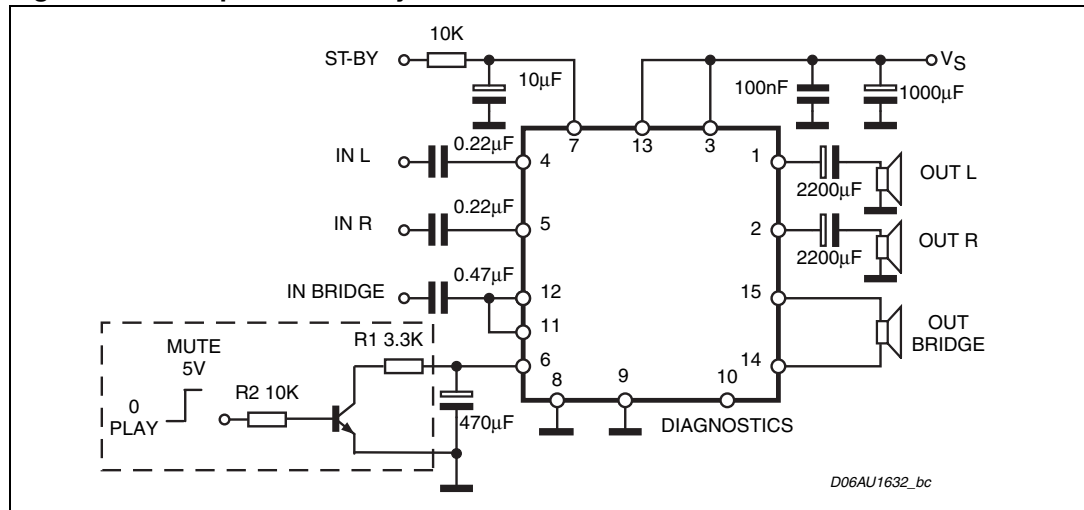 10K
ST-BY
10µF
100nF
1000µF
VS
7
13
3
IN L
0.22µF
4
1
2200µF
OUT L
IN R
0.22µF
5
2
2200µF
OUT R
IN BRIDGE
0.47µF
12
11
15
14
OUT
BRIDGE
MUTE
5V
0
PLAY
R2 10K
R1 3.3K
6
470µF
8
9
10
DIAGNOSTICS
D06AU1632_bc